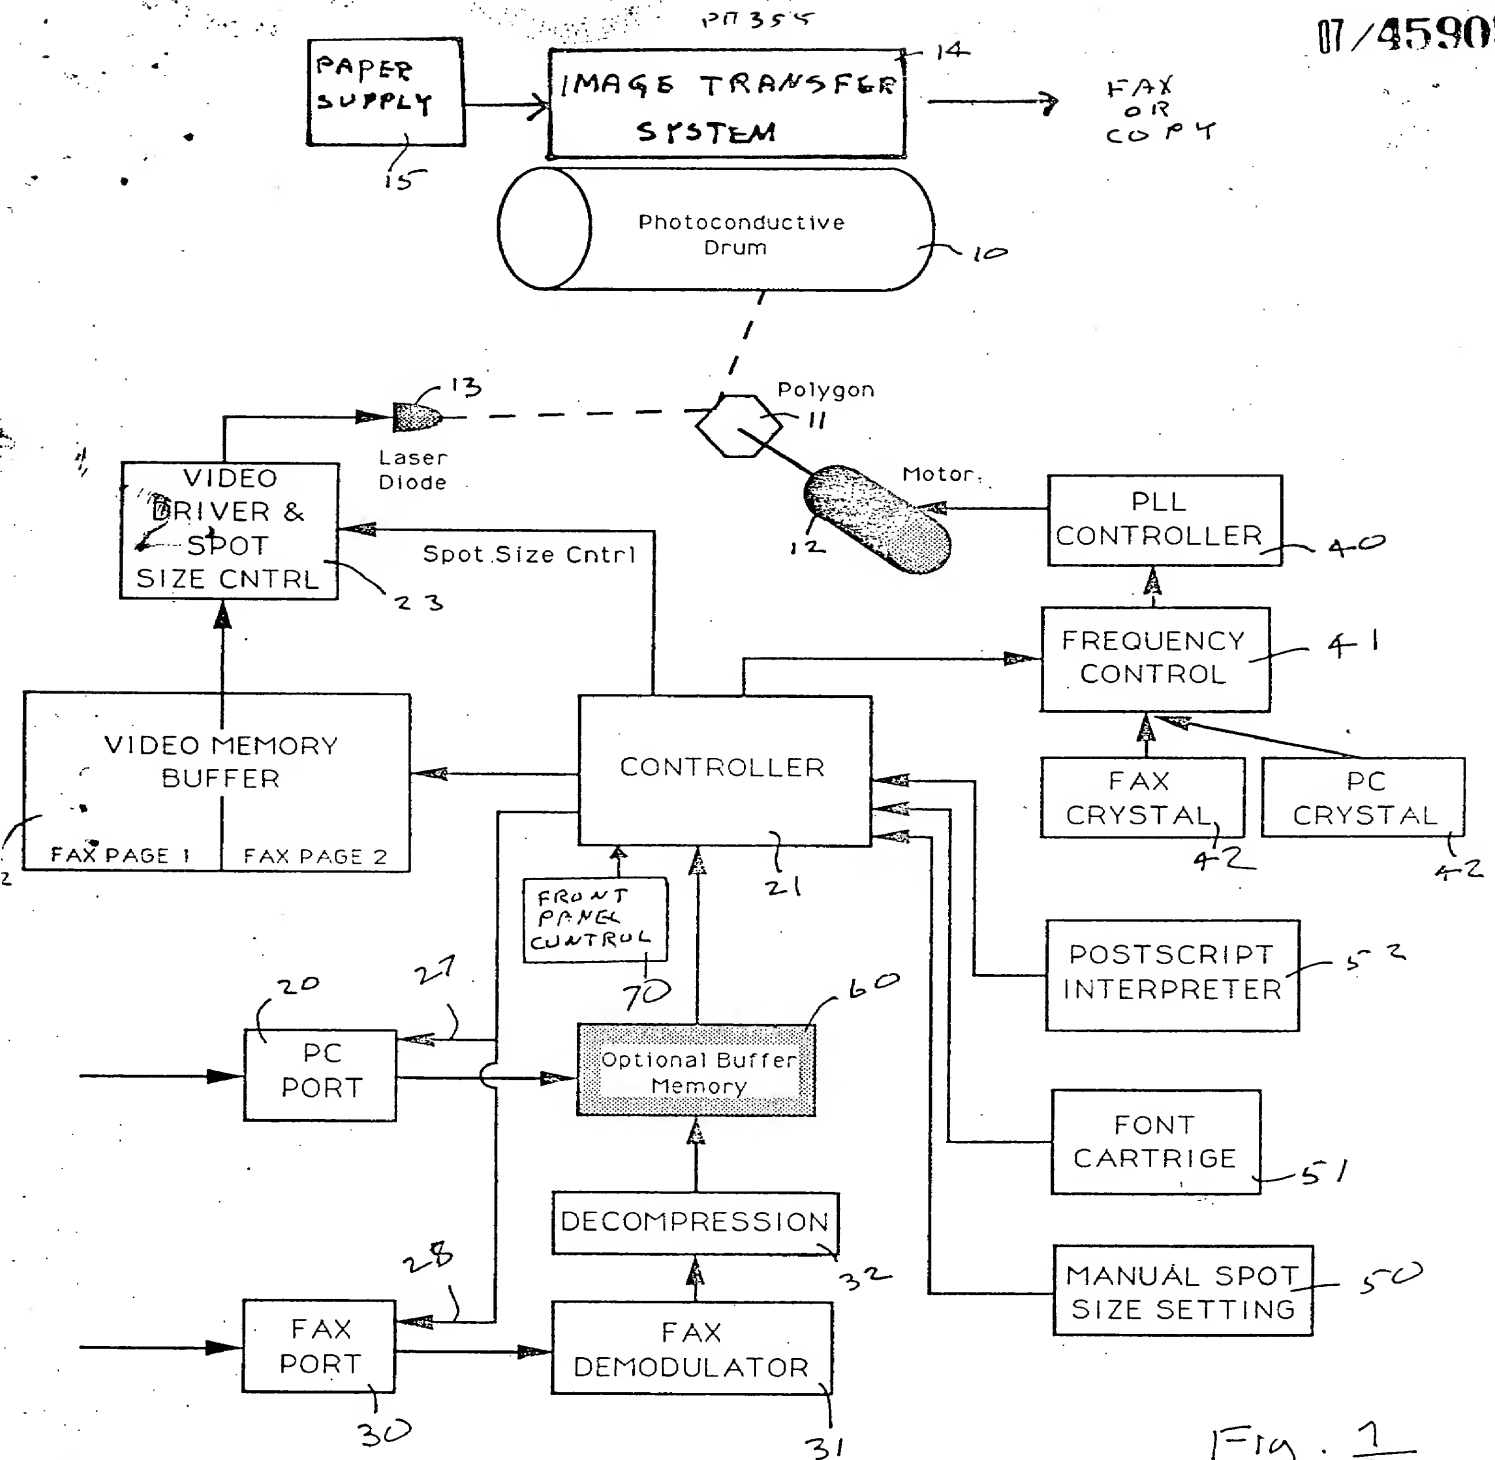 PAPER
SUPPLY
15
IMAGE TRANSFER
SYSTEM
14
FAX
OR
COPY
Photoconductive
Drum
10
13
Laser
Diode
Polygon
11
Motor
12
PLL
CONTROLLER
40
VIDEO
DRIVER &
SPOT
SIZE CNTRL
23
Spot Size Cntrl
FREQUENCY
CONTROL
41
VIDEO MEMORY
BUFFER
FAX PAGE 1
FAX PAGE 2
2
CONTROLLER
21
FAX
CRYSTAL
42
PC
CRYSTAL
42
FRONT
PANEL
CONTROL
70
POSTSCRIPT
INTERPRETER
52
20
27
PC
PORT
60
Optional Buffer
Memory
FONT
CARTRIGE
51
DECOMPRESSION
32
28
MANUAL SPOT
SIZE SETTING
50
FAX
PORT
30
FAX
DEMODULATOR
31
Fig. 1